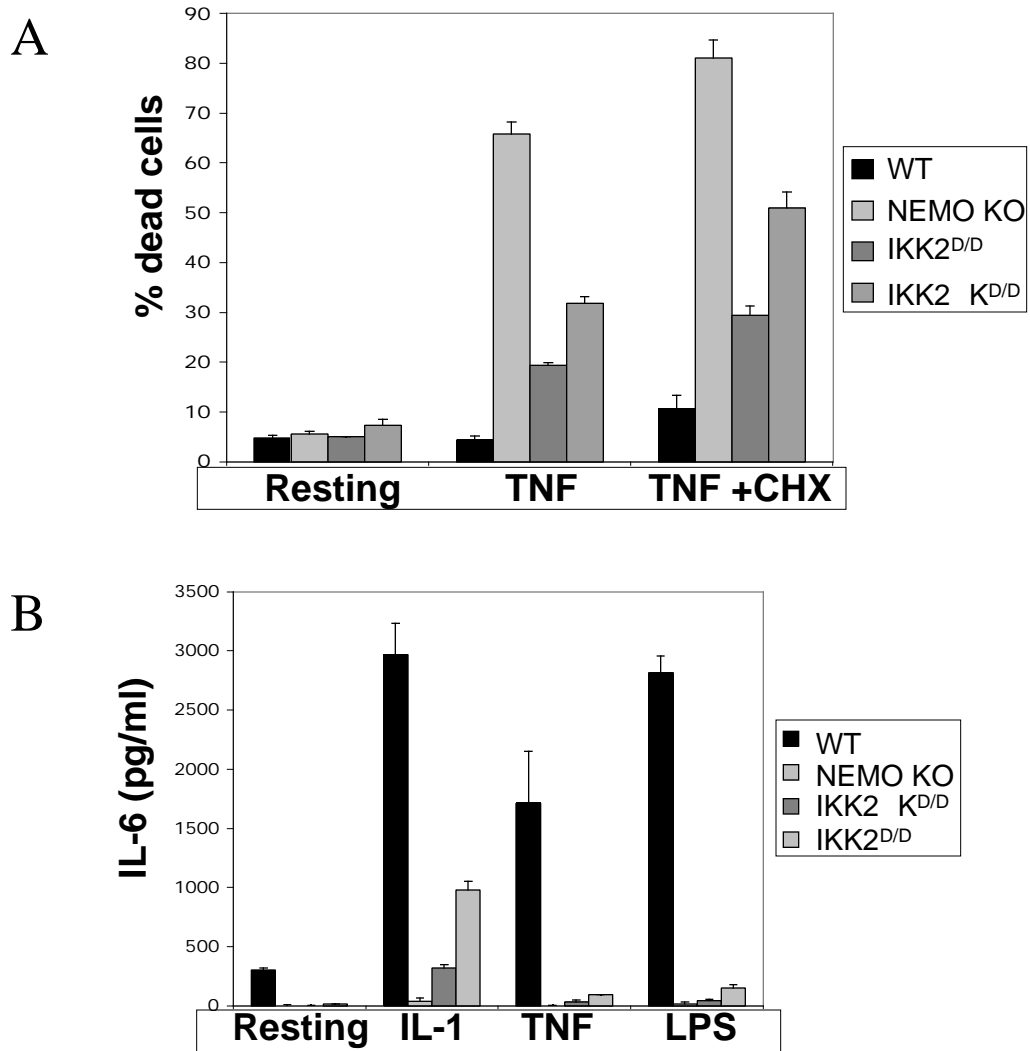 A
% dead cells
90
80
70
60
50
40
30
20
10
0
Resting TNF TNF +CHX
WT
NEMO KO
IKK2D/D
IKK2 KD/D
B
IL-6 (pg/ml)
3500
3000
2500
2000
1500
1000
500
0
Resting IL-1 TNF LPS
WT
NEMO KO
IKK2 KD/D
IKK2D/D